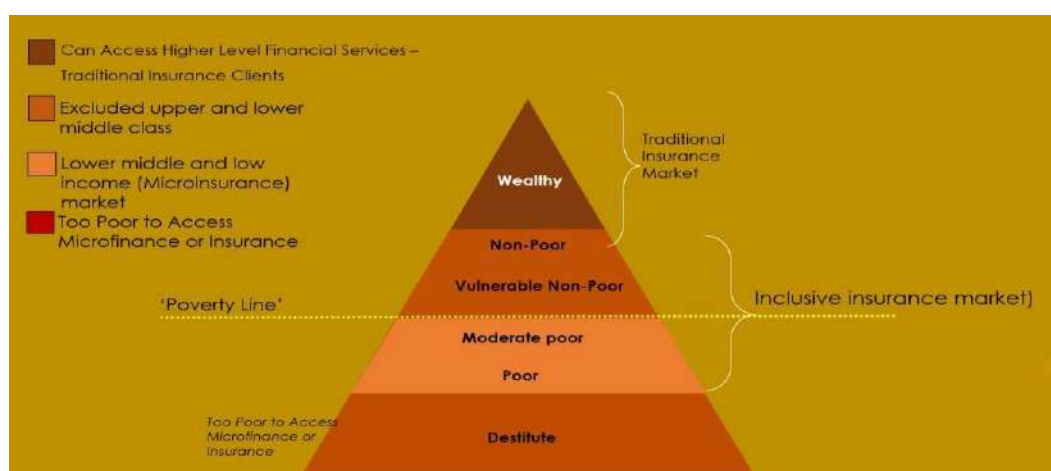 Can Access Higher Level Financial Services –
Traditional Insurance Clients
Excluded upper and lower
middle class
Lower middle and low
income (Microinsurance)
market
Too Poor to Access
Microfinance or Insurance
Traditional
Insurance
Market
Wealthy
Non-Poor
Vulnerable Non-Poor
'Poverty Line'
Inclusive insurance market)
Moderate poor
Poor
Too Poor to Access
Microfinance or
Insurance
Destitute